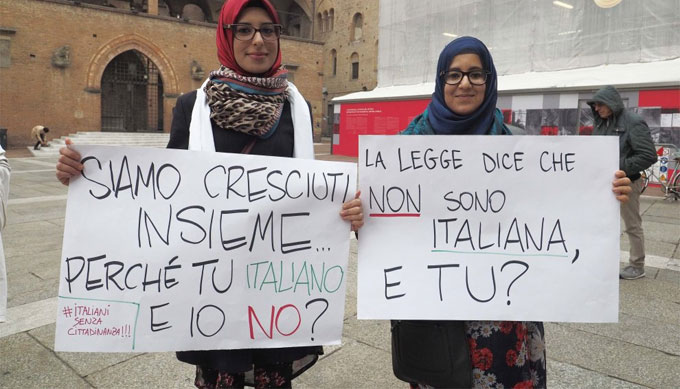 SIAMO CRESCIUTI
INSIEME...
PERCHÉ TU ITALIANO
E IO NO?
#ITALIANI
SENZA
CITTADINANZA!!!
LA LEGGE DICE CHE
NON SONO
ITALIANA,
E TU?